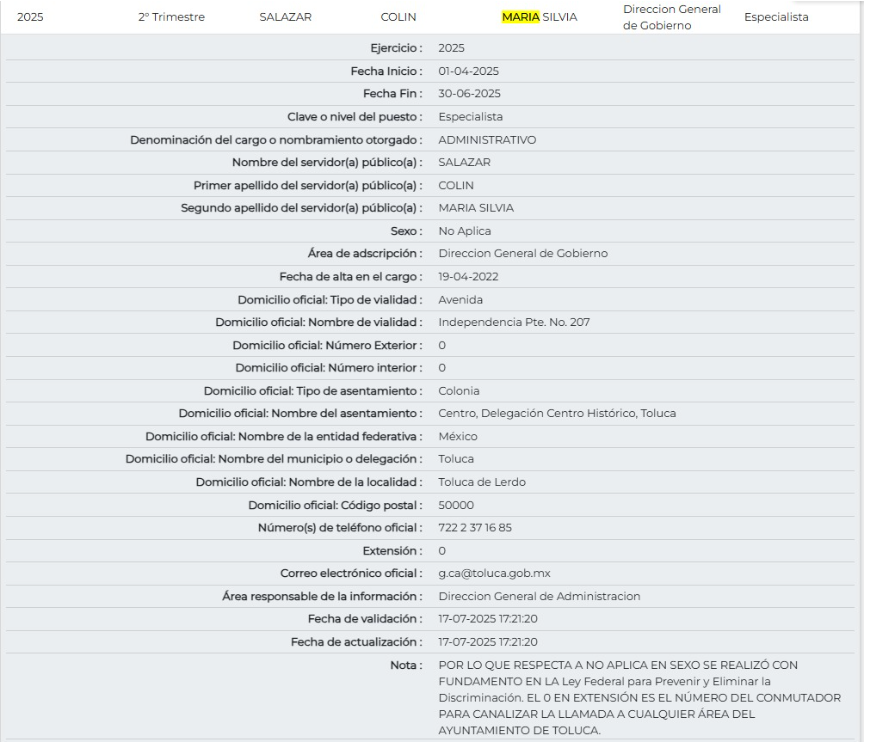 2025 2° Trimestre SALAZAR COLIN MARIA SILVIA Direccion General de Gobierno Especialista
Ejercicio : 2025
Fecha Inicio : 01-04-2025
Fecha Fin : 30-06-2025
Clave o nivel del puesto : Especialista
Denominación del cargo o nombramiento otorgado : ADMINISTRATIVO
Nombre del servidor(a) público(a) : SALAZAR
Primer apellido del servidor(a) público(a) : COLIN
Segundo apellido del servidor(a) público(a) : MARIA SILVIA
Sexo : No Aplica
Área de adscripción : Direccion General de Gobierno
Fecha de alta en el cargo : 19-04-2022
Domicilio oficial: Tipo de vialidad : Avenida
Domicilio oficial: Nombre de vialidad : Independencia Pte. No. 207
Domicilio oficial: Número Exterior : 0
Domicilio oficial: Número interior : 0
Domicilio oficial: Tipo de asentamiento : Colonia
Domicilio oficial: Nombre del asentamiento : Centro, Delegación Centro Histórico, Toluca
Domicilio oficial: Nombre de la entidad federativa : México
Domicilio oficial: Nombre del municipio o delegación : Toluca
Domicilio oficial: Nombre de la localidad : Toluca de Lerdo
Domicilio oficial: Código postal : 50000
Número(s) de teléfono oficial : 722 2 37 16 85
Extensión : 0
Correo electrónico oficial : g.ca@toluca.gob.mx
Área responsable de la información : Direccion General de Administracion
Fecha de validación : 17-07-2025 17:21:20
Fecha de actualización : 17-07-2025 17:21:20
Nota : POR LO QUE RESPECTA A NO APLICA EN SEXO SE REALIZÓ CON
FUNDAMENTO EN LA Ley Federal para Prevenir y Eliminar la
Discriminación. EL 0 EN EXTENSIÓN ES EL NÚMERO DEL CONMUTADOR
PARA CANALIZAR LA LLAMADA A CUALQUIER ÁREA DEL
AYUNTAMIENTO DE TOLUCA.